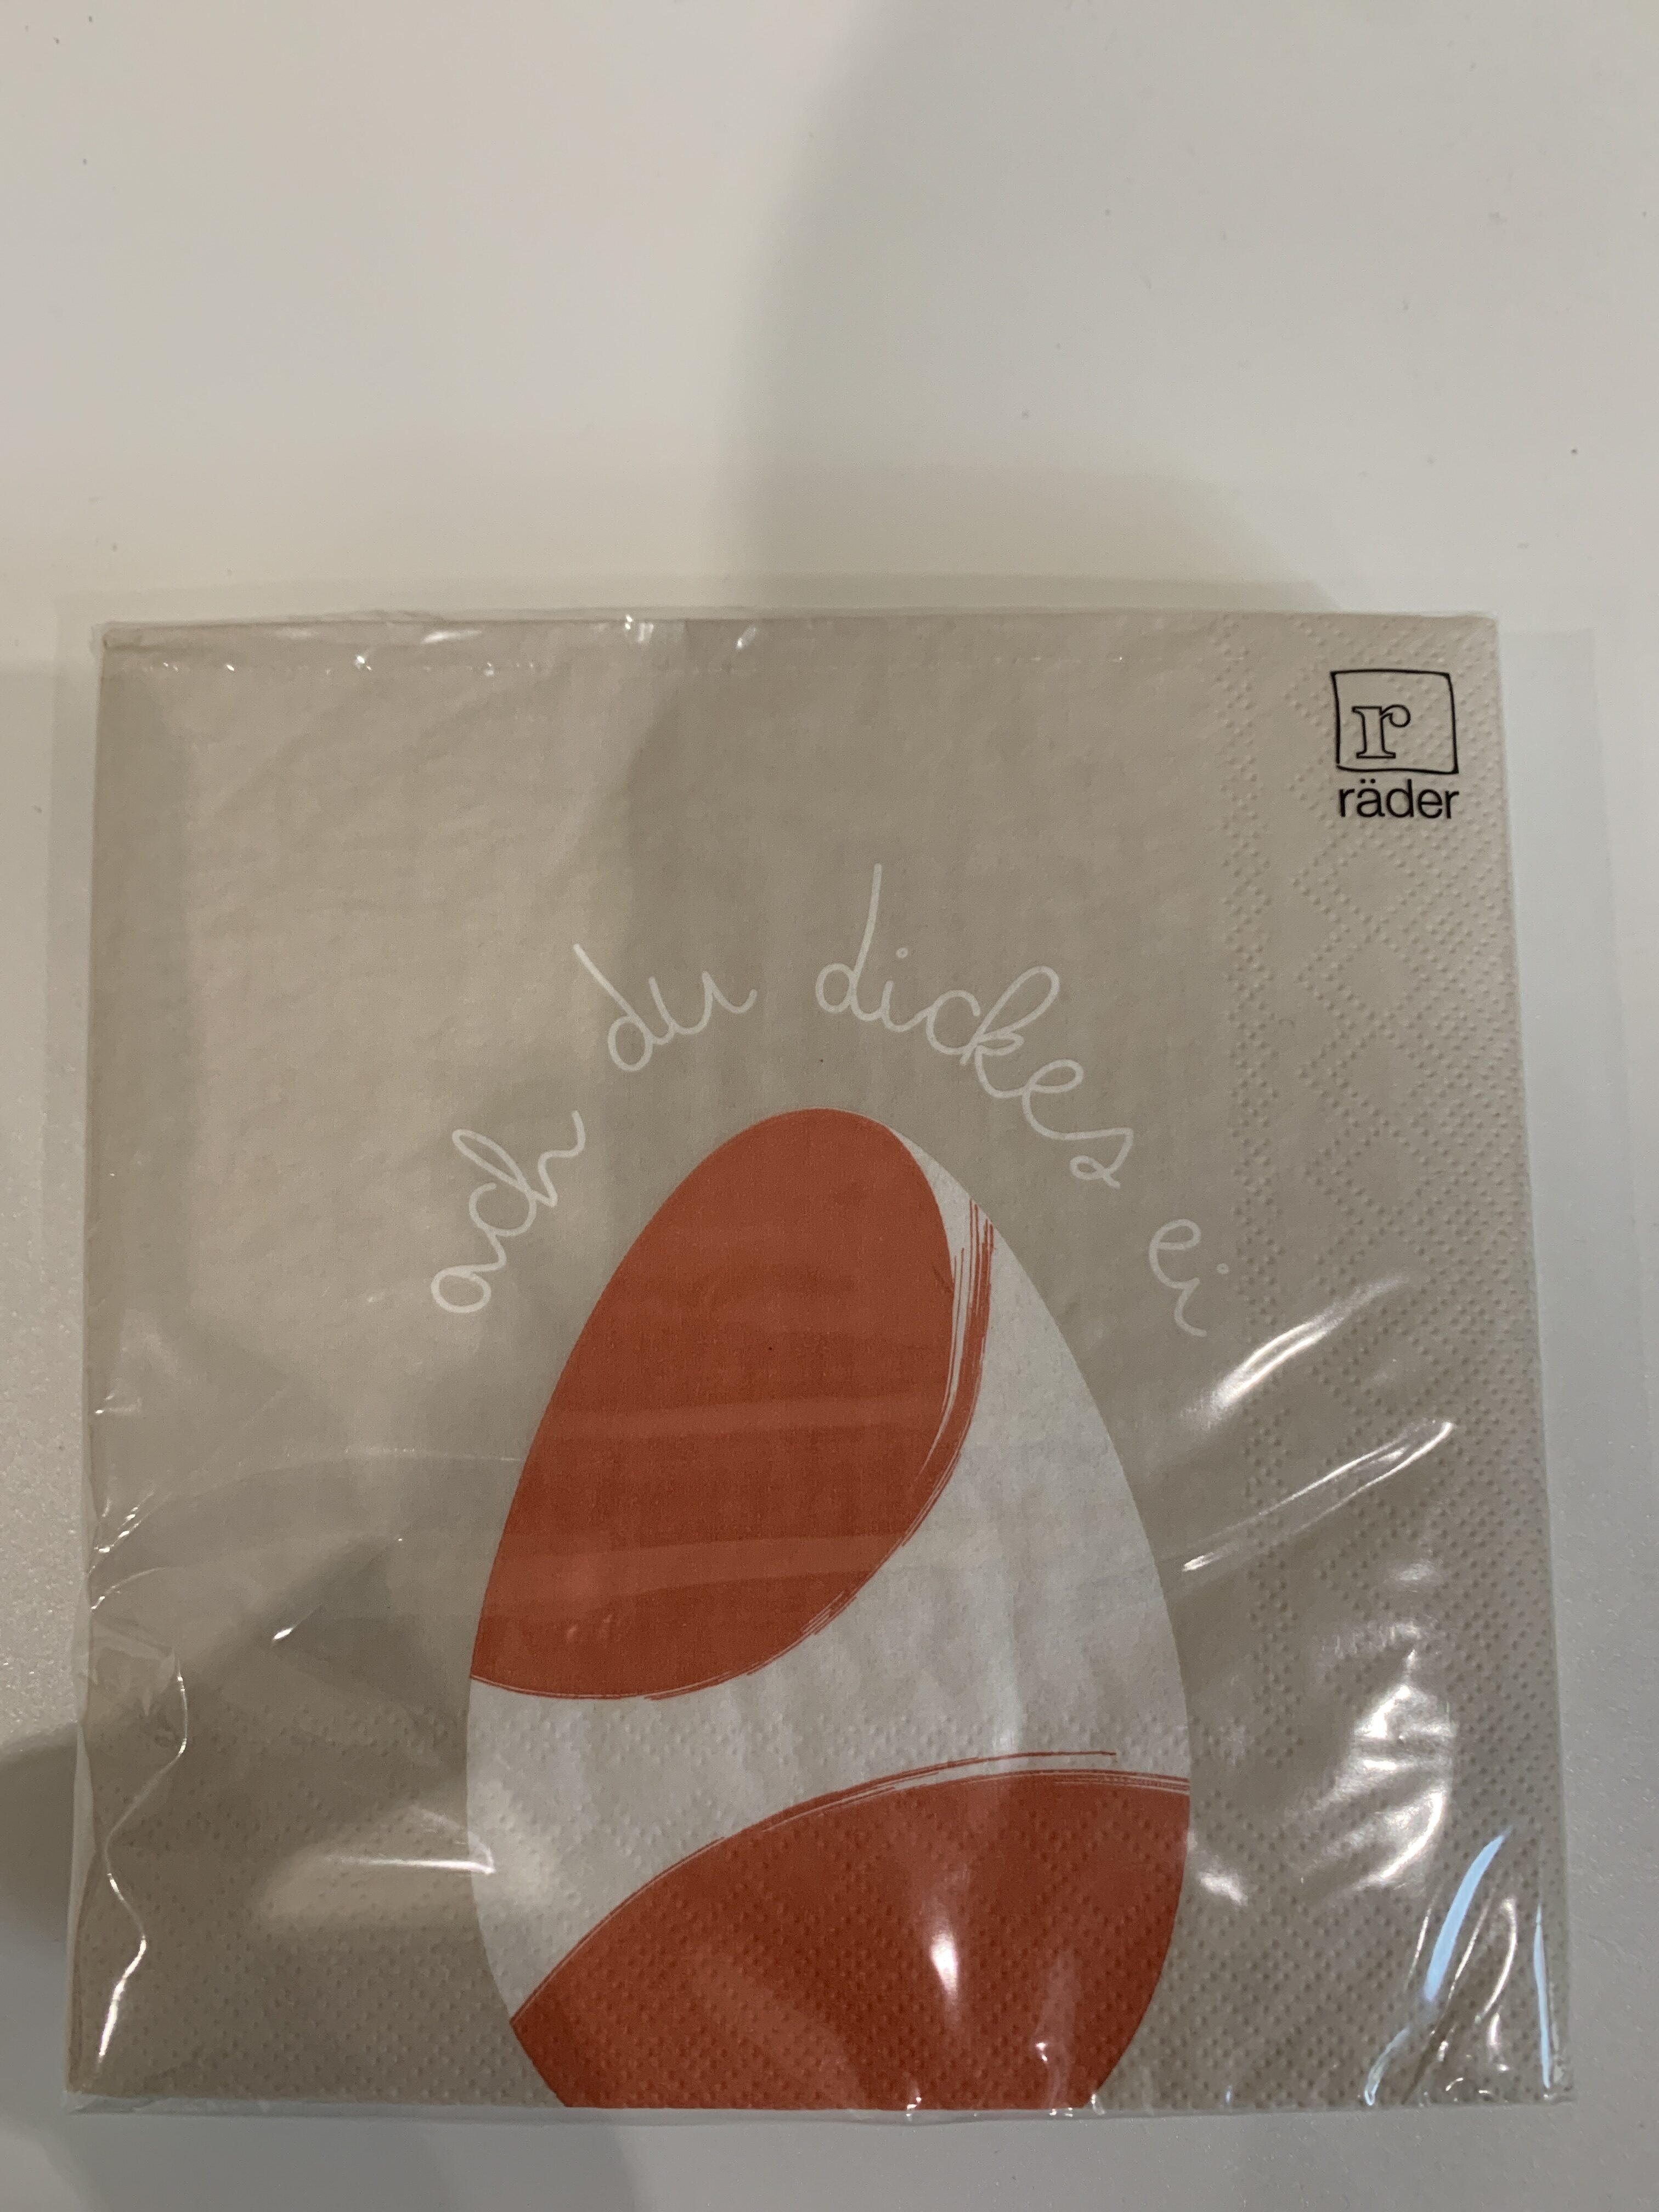 r
räder
ach du dickes ei